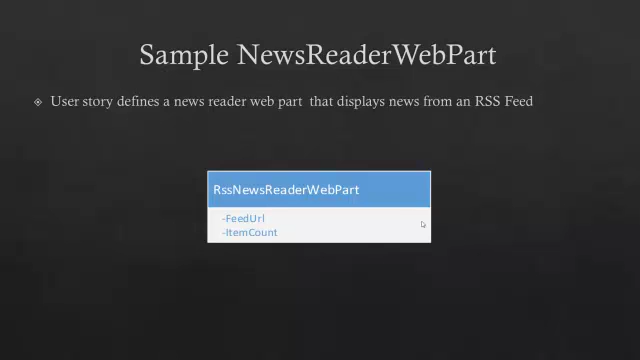 Sample NewsReaderWebPart
User story defines a news reader web part that displays news from an RSS Feed
RssNewsReaderWebPart
-FeedUrl
-ItemCount